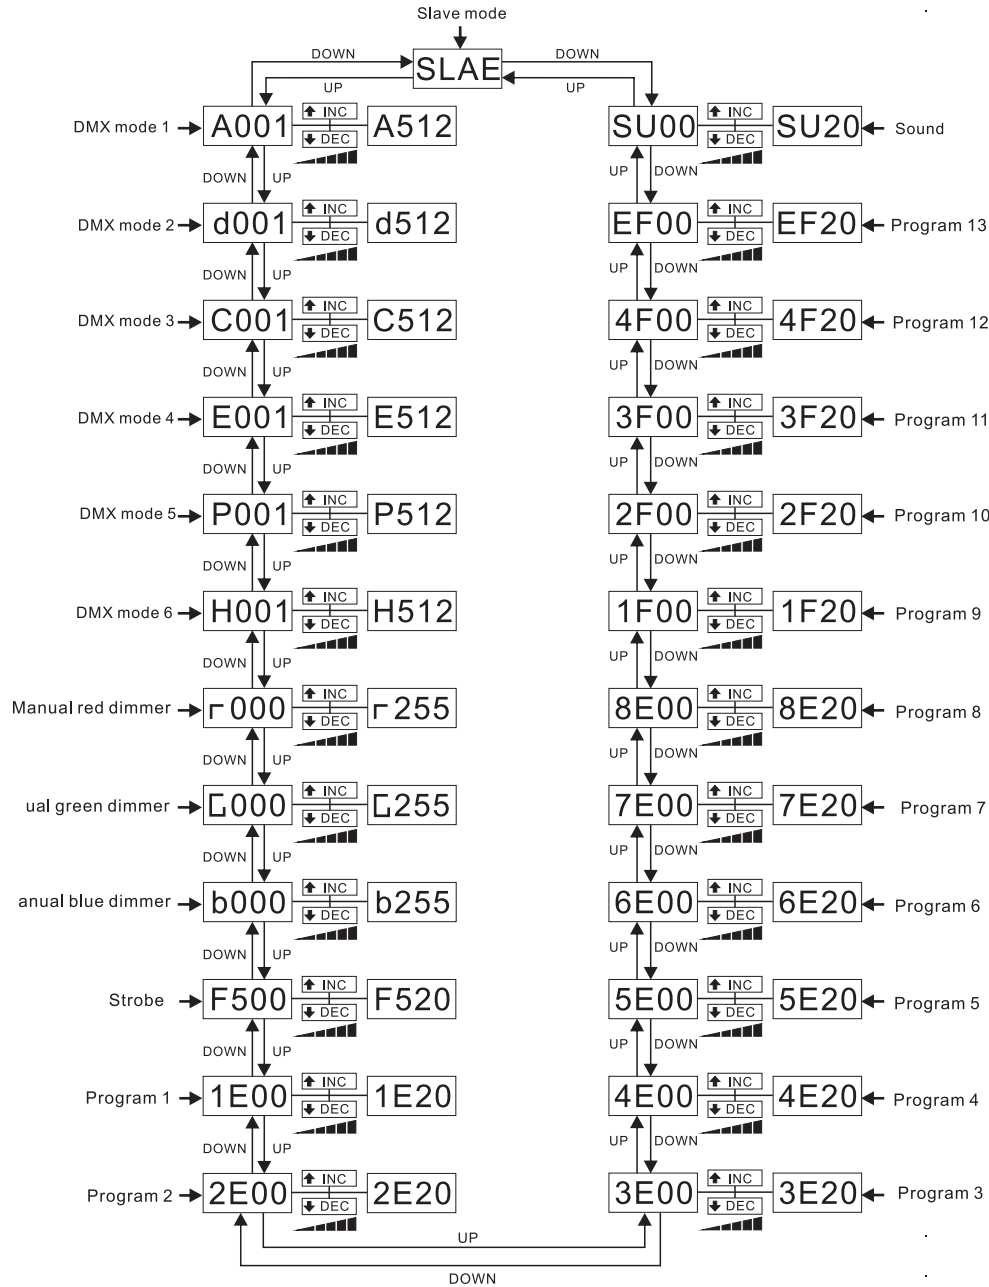 Slave mode
DOWN SLAE DOWN
UP UP
DMX mode 1 A001 INC DEC A512 SU00 INC DEC SU20 Sound
DOWN UP UP DOWN
DMX mode 2 d001 INC DEC d512 EF00 INC DEC EF20 Program 13
DOWN UP UP DOWN
DMX mode 3 C001 INC DEC C512 4F00 INC DEC 4F20 Program 12
DOWN UP UP DOWN
DMX mode 4 E001 INC DEC E512 3F00 INC DEC 3F20 Program 11
DOWN UP UP DOWN
DMX mode 5 P001 INC DEC P512 2F00 INC DEC 2F20 Program 10
DOWN UP UP DOWN
DMX mode 6 H001 INC DEC H512 1F00 INC DEC 1F20 Program 9
DOWN UP UP DOWN
Manual red dimmer r000 INC DEC r255 8E00 INC DEC 8E20 Program 8
DOWN UP UP DOWN
ual green dimmer G000 INC DEC G255 7E00 INC DEC 7E20 Program 7
DOWN UP UP DOWN
anual blue dimmer b000 INC DEC b255 6E00 INC DEC 6E20 Program 6
DOWN UP UP DOWN
Strobe F500 INC DEC F520 5E00 INC DEC 5E20 Program 5
DOWN UP UP DOWN
Program 1 1E00 INC DEC 1E20 4E00 INC DEC 4E20 Program 4
DOWN UP UP DOWN
Program 2 2E00 INC DEC 2E20 3E00 INC DEC 3E20 Program 3
UP
DOWN